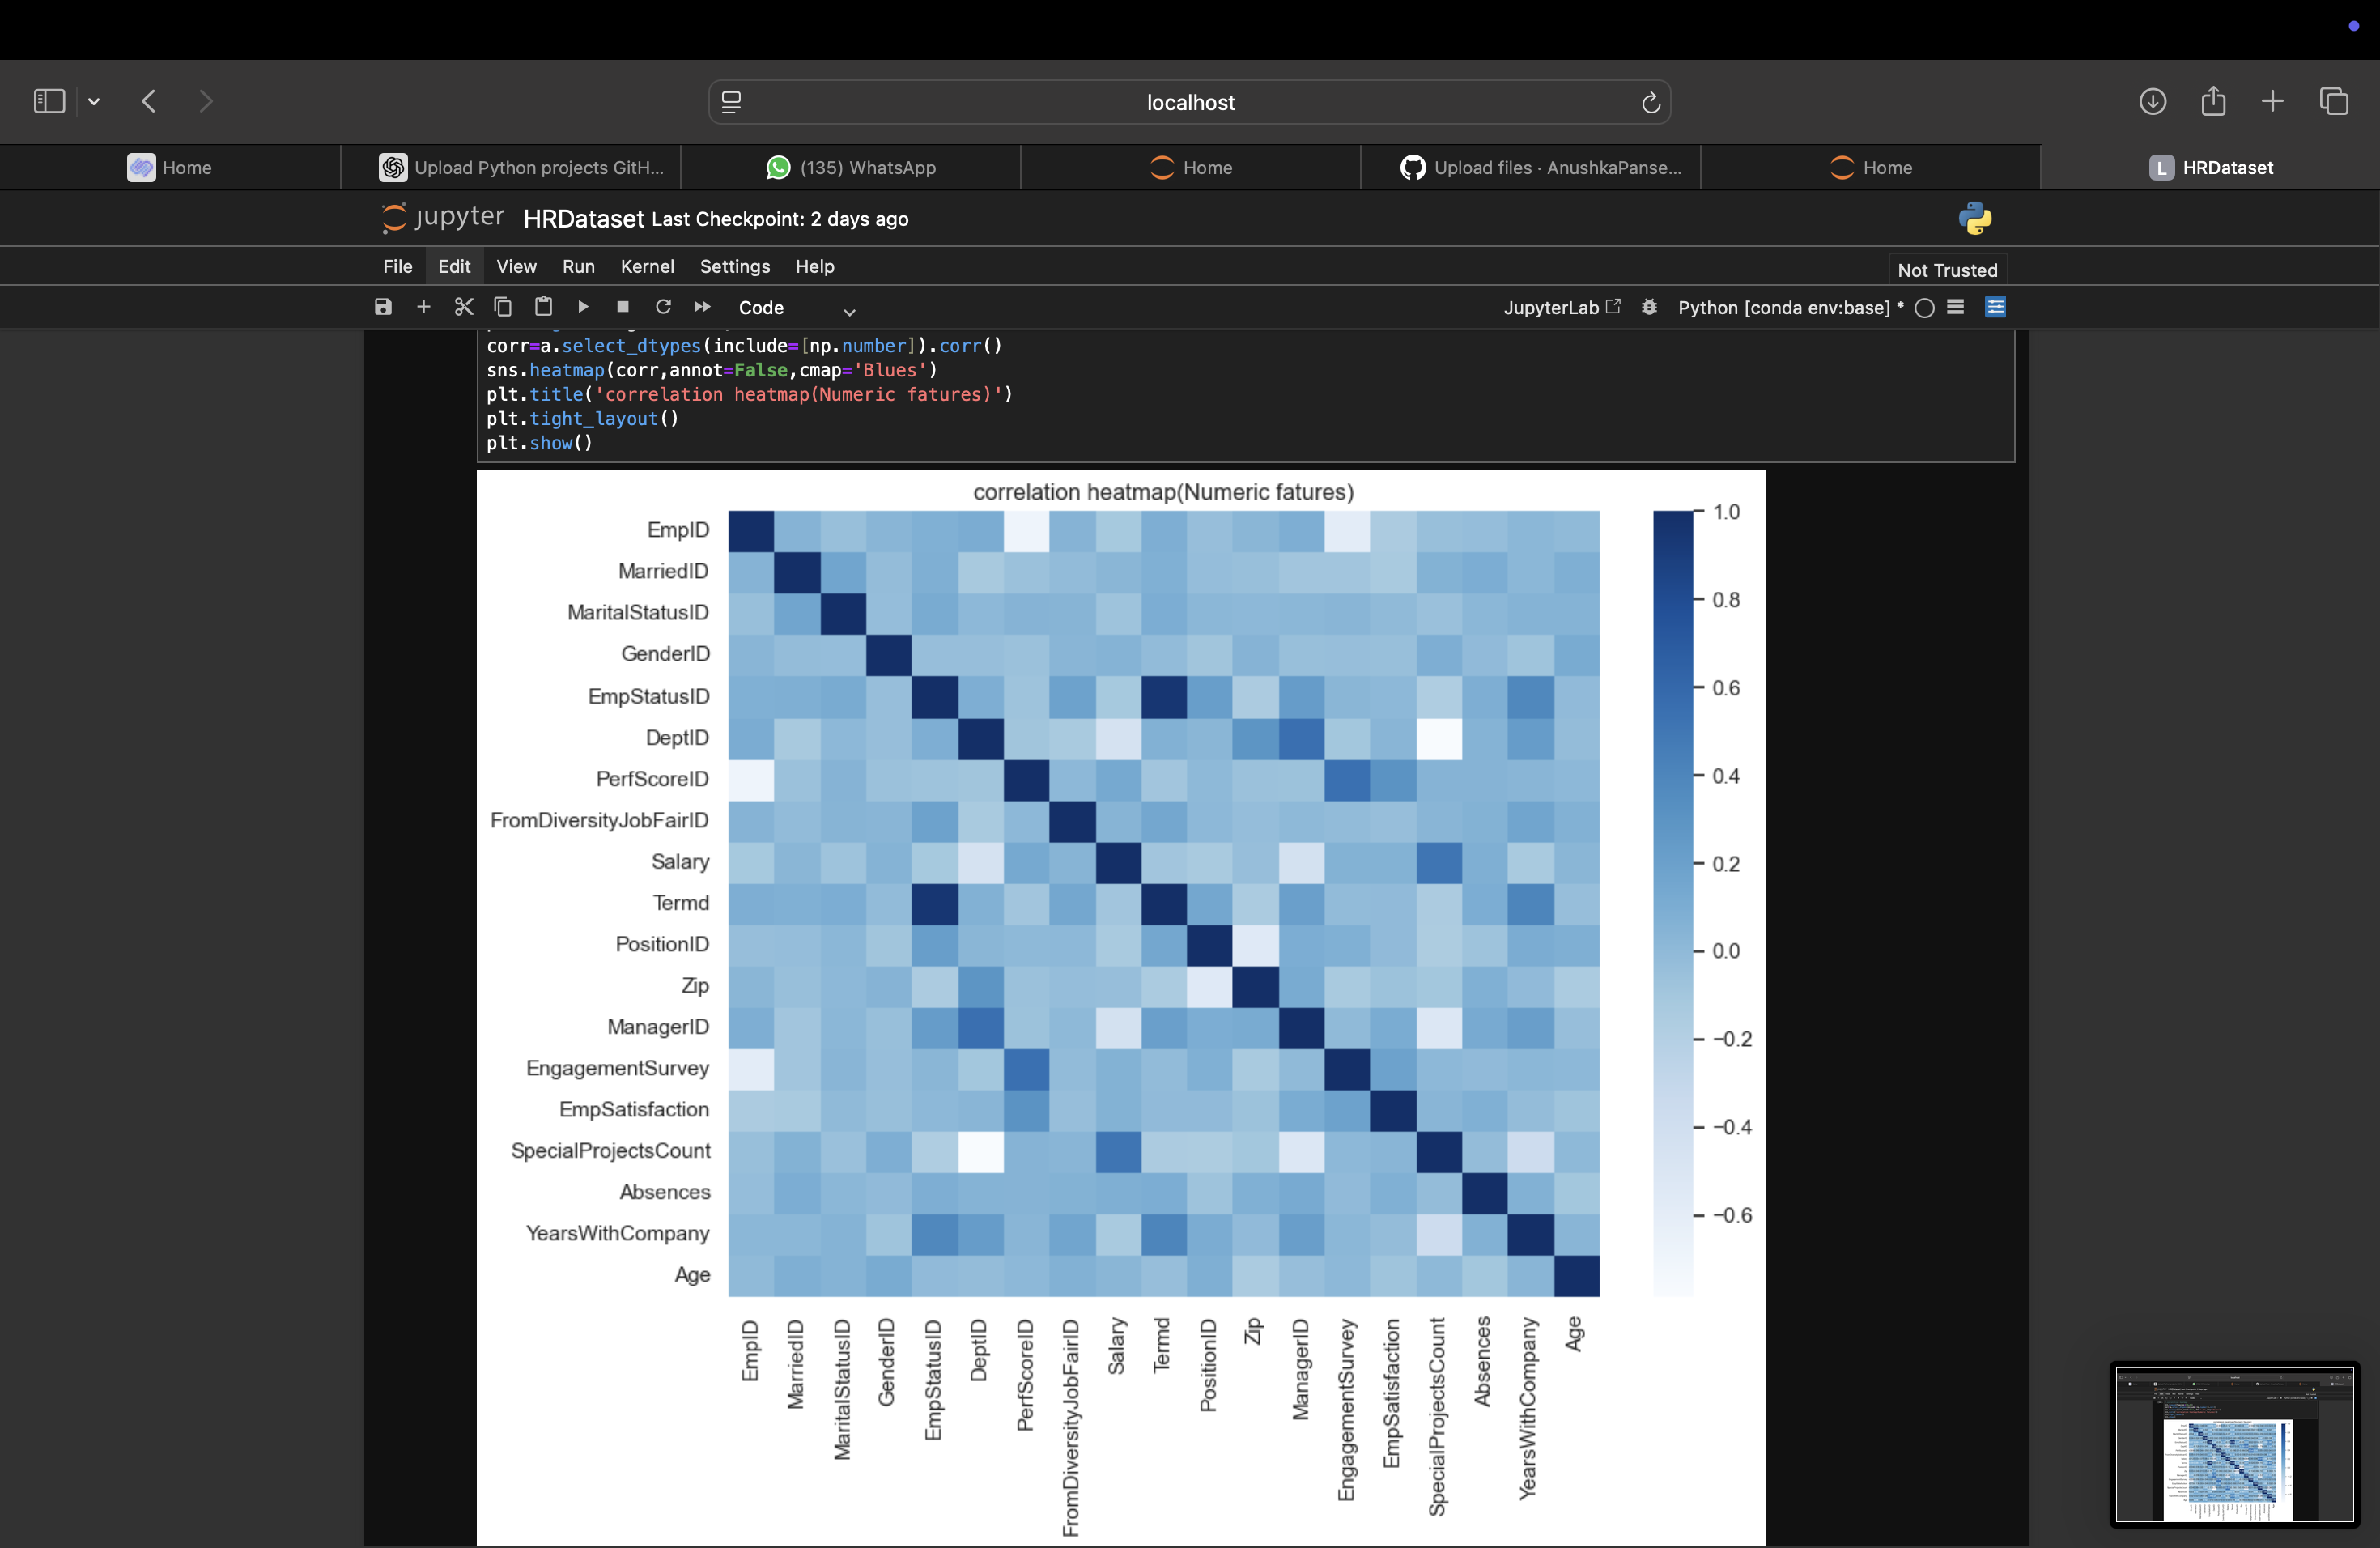 localhost
Home
Upload Python projects GitH...
(135) WhatsApp
Home
Upload files · AnushkaPanse...
Home
L HRDataset
jupyter HRDataset Last Checkpoint: 2 days ago
File Edit View Run Kernel Settings Help
Not Trusted
Code
JupyterLab
Python [conda env:base] *
corr=a.select_dtypes(include=[np.number]).corr()
sns.heatmap(corr,annot=False,cmap='Blues')
plt.title('correlation heatmap(Numeric fatures)')
plt.tight_layout()
plt.show()
correlation heatmap(Numeric fatures)
EmpID
MarriedID
MaritalStatusID
GenderID
EmpStatusID
DeptID
PerfScoreID
FromDiversityJobFairID
Salary
Termd
PositionID
Zip
ManagerID
EngagementSurvey
EmpSatisfaction
SpecialProjectsCount
Absences
YearsWithCompany
Age
1.0
0.8
0.6
0.4
0.2
0.0
−0.2
−0.4
−0.6
EmpID
MarriedID
MaritalStatusID
GenderID
EmpStatusID
DeptID
PerfScoreID
FromDiversityJobFairID
Salary
Termd
PositionID
Zip
ManagerID
EngagementSurvey
EmpSatisfaction
SpecialProjectsCount
Absences
YearsWithCompany
Age